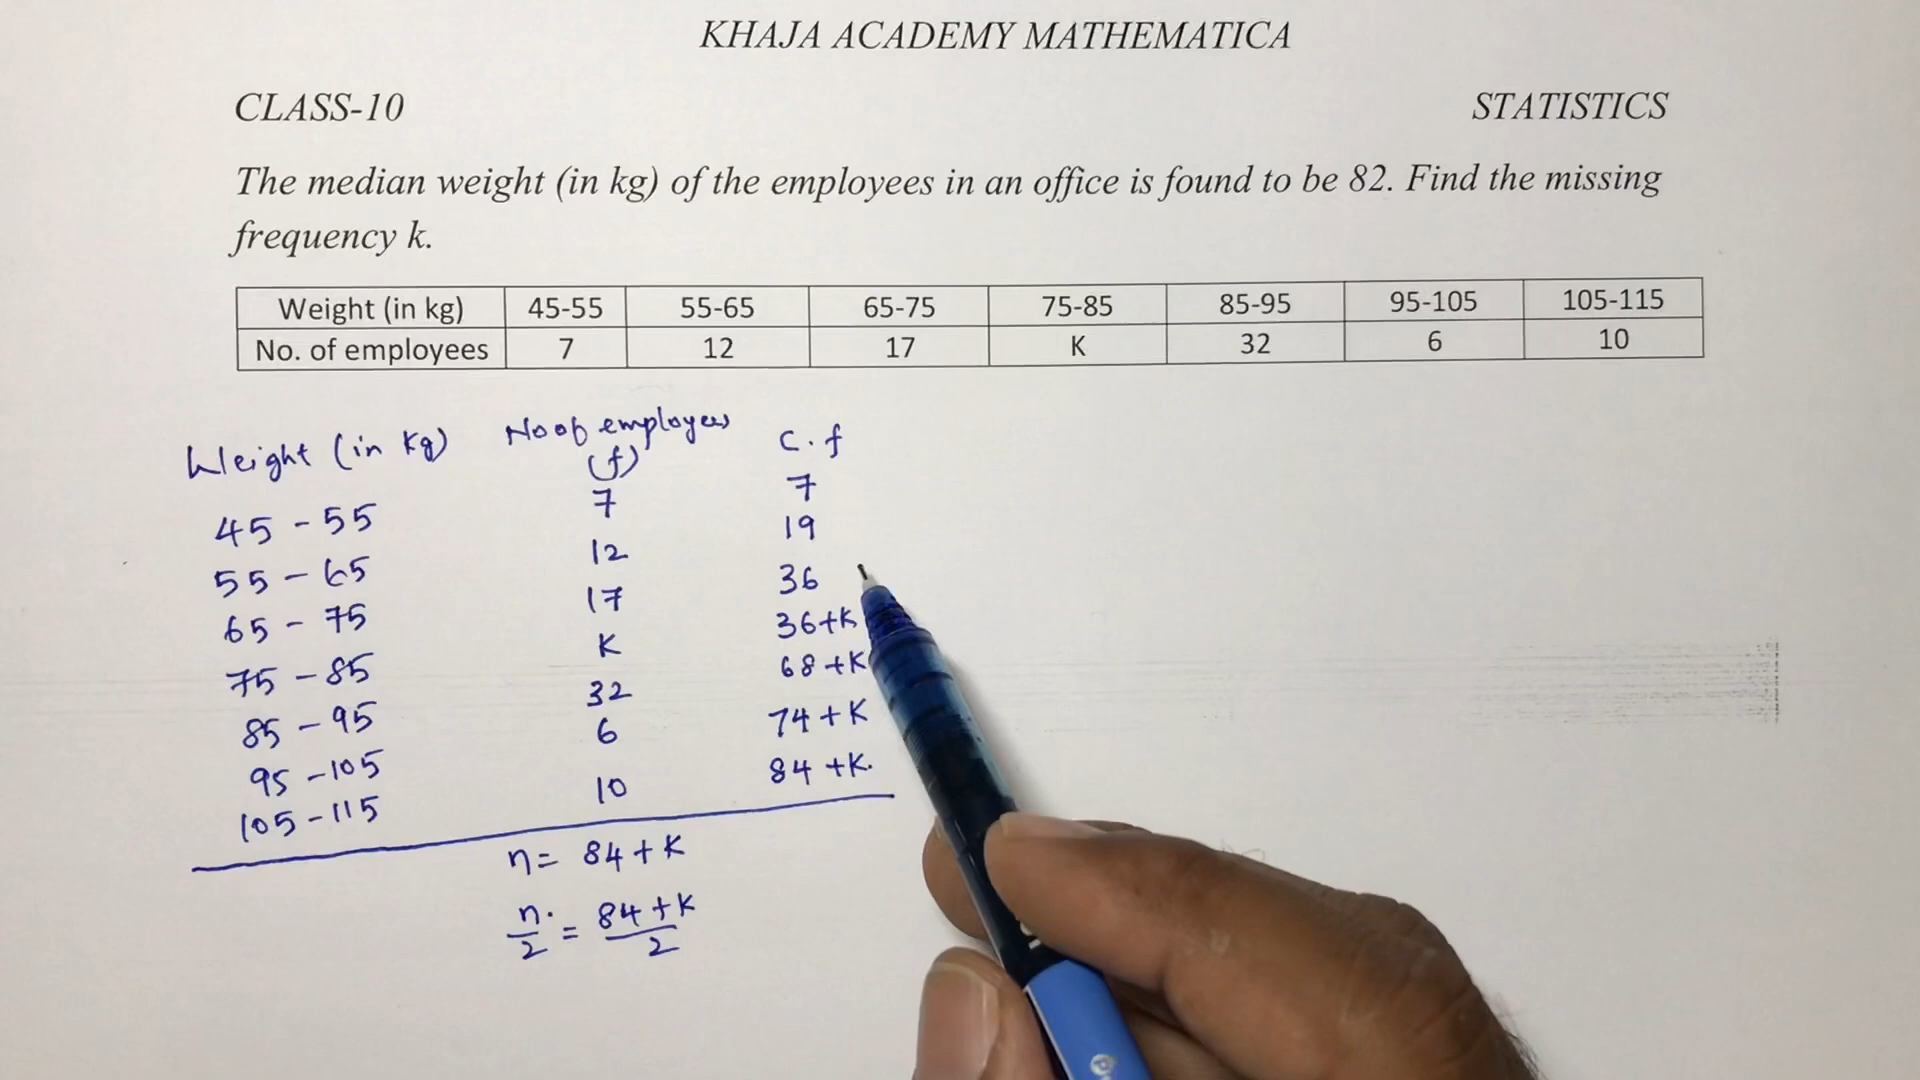 KHAJA ACADEMY MATHEMATICA
CLASS-10 STATISTICS
The median weight (in kg) of the employees in an office is found to be 82. Find the missing
frequency k.
Weight (in kg) 45-55 55-65 65-75 75-85 85-95 95-105 105-115
No. of employees 7 12 17 K 32 6 10
Weight (in kg) No of employees c.f
(f)
45 - 55 7 7
55 - 65 12 19
65 - 75 17 36
75 - 85 K 36+K
85 - 95 32 68+K
95 - 105 6 74+K
105 - 115 10 84+K.
n = 84+K
n/2 = 84+K/2